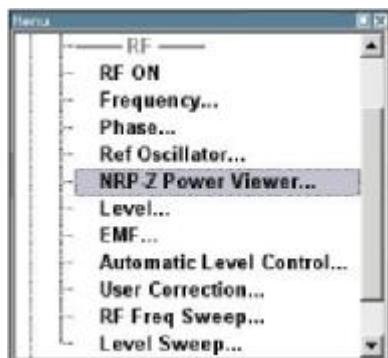 Menu
RF
RF ON
Frequency...
Phase...
Ref Oscillator...
NRP-Z Power Viewer...
Level...
EMF...
Automatic Level Control...
User Correction...
RF Freq Sweep...
Level Sweep...